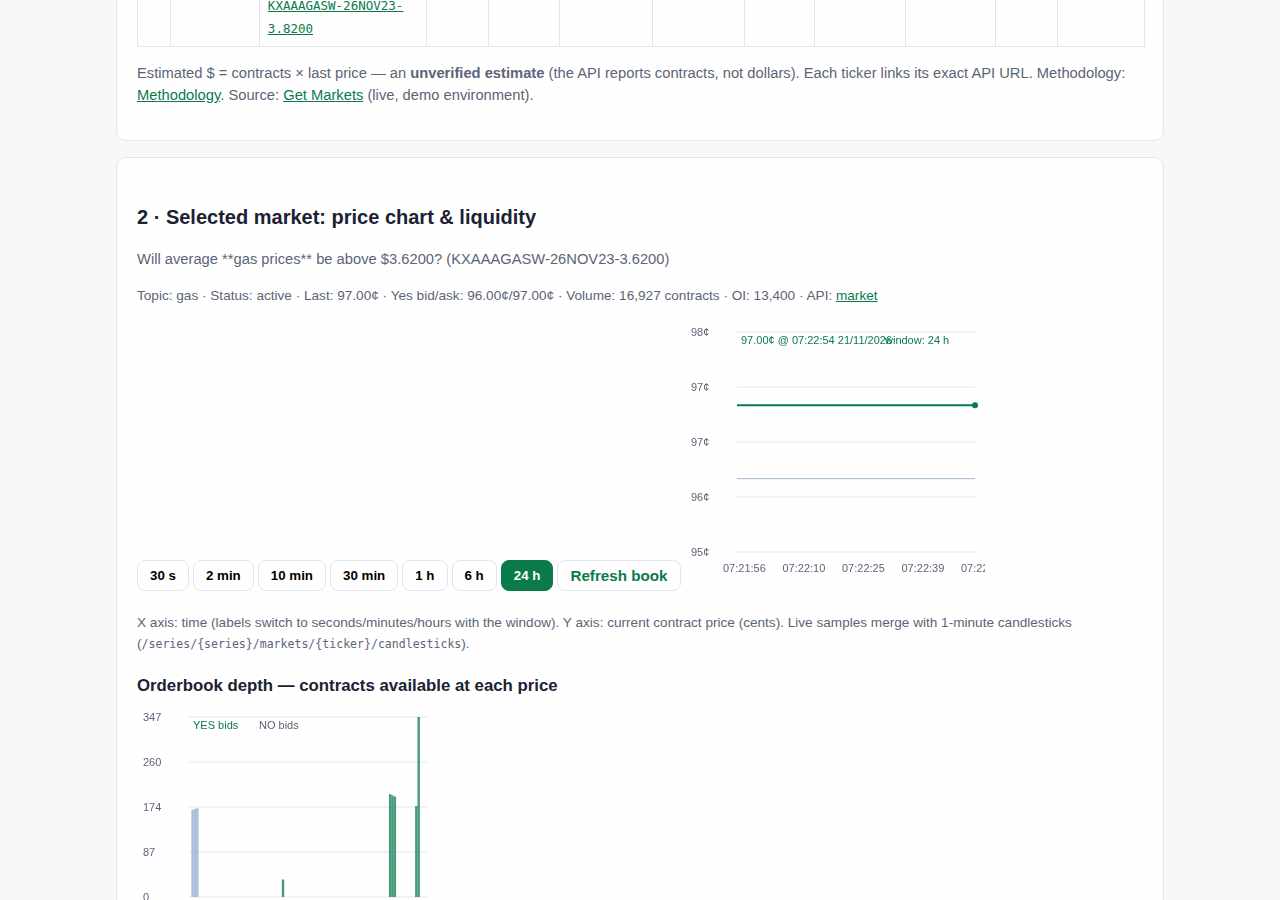 KXAAAGASW-26NOV23-
3.8200
Estimated $ = contracts × last price — an unverified estimate (the API reports contracts, not dollars). Each ticker links its exact API URL. Methodology:
Methodology. Source: Get Markets (live, demo environment).
2 · Selected market: price chart & liquidity
Will average **gas prices** be above $3.6200? (KXAAAGASW-26NOV23-3.6200)
Topic: gas · Status: active · Last: 97.00¢ · Yes bid/ask: 96.00¢/97.00¢ · Volume: 16,927 contracts · OI: 13,400 · API: market
98¢
97.00¢ @ 07:22:54 21/11/2026
window: 24 h
97¢
97¢
96¢
95¢
07:21:56 07:22:10 07:22:25 07:22:39 07:22
30 s 2 min 10 min 30 min 1 h 6 h 24 h Refresh book
X axis: time (labels switch to seconds/minutes/hours with the window). Y axis: current contract price (cents). Live samples merge with 1-minute candlesticks
(/series/{series}/markets/{ticker}/candlesticks).
Orderbook depth — contracts available at each price
347
YES bids NO bids
260
174
87
0